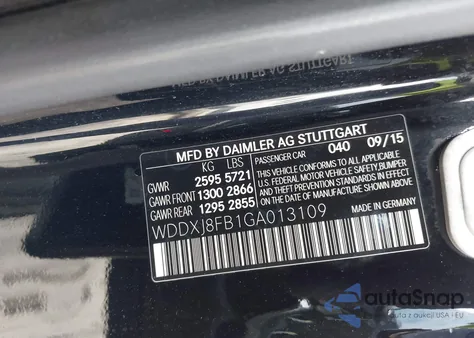 MFD BY DAIMLER AG STUTTGART
KG LBS PASSENGER CAR 040 09/15
GVWR 2595 5721
GAWR FRONT 1300 2866
GAWR REAR 1295 2855
THIS VEHICLE CONFORMS TO ALL APPLICABLE
U.S. FEDERAL MOTOR VEHICLE SAFETY, BUMPER,
AND THEFT PREVENTION STANDARDS IN EFFECT
ON THE DATE OF MANUFACTURE SHOWN ABOVE.
WDDXJ8FB1GA013109
MADE IN GERMANY
autoSnap